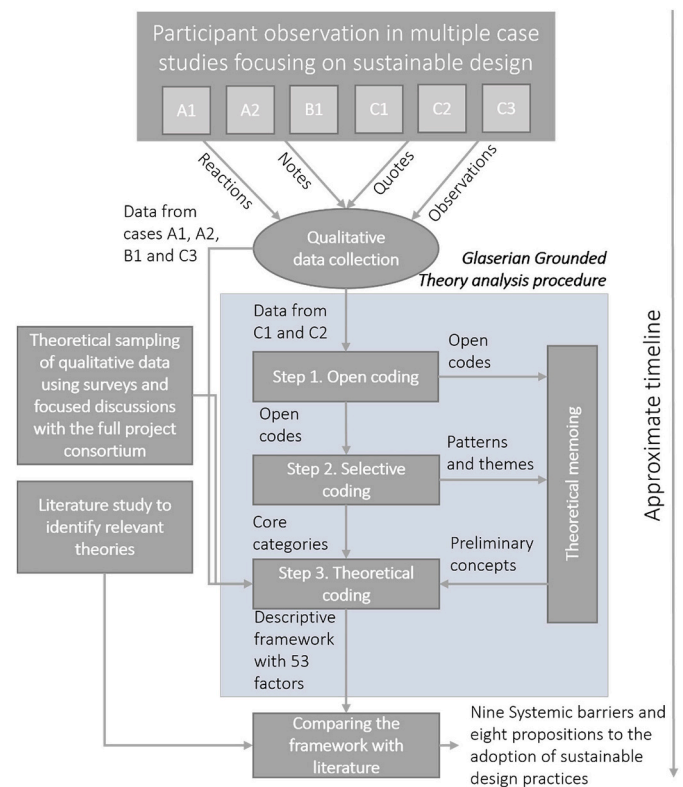 Participant observation in multiple case
studies focusing on sustainable design
A1
A2
B1
C1
C2
C3
Reactions
Notes
Quotes
Observations
Data from
cases A1, A2,
B1 and C3
Qualitative
data collection
Glaserian Grounded
Theory analysis procedure
Data from
C1 and C2
Theoretical sampling
of qualitative data
using surveys and
focused discussions
with the full project
consortium
Step 1. Open coding
Open
codes
Open
codes
Step 2. Selective
coding
Patterns
and themes
Theoretical memoing
Approximate timeline
Literature study to
identify relevant
theories
Core
categories
Preliminary
concepts
Step 3. Theoretical
coding
Descriptive
framework
with 53
factors
Comparing the
framework with
literature
Nine Systemic barriers and
eight propositions to the
adoption of sustainable
design practices